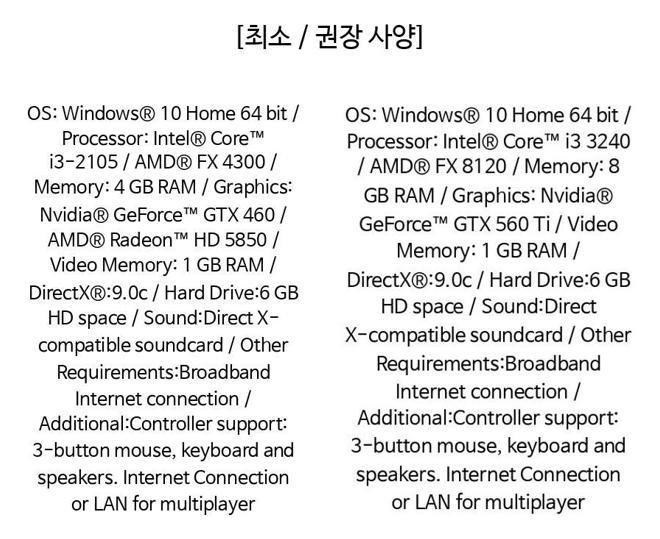 [최소 / 권장 사양]
OS: Windows® 10 Home 64 bit /
Processor: Intel® Core™
i3-2105 / AMD® FX 4300 /
Memory: 4 GB RAM / Graphics:
Nvidia® GeForce™ GTX 460 /
AMD® Radeon™ HD 5850 /
Video Memory: 1 GB RAM /
DirectX®:9.0c / Hard Drive:6 GB
HD space / Sound:Direct X-
compatible soundcard / Other
Requirements:Broadband
Internet connection /
Additional:Controller support:
3-button mouse, keyboard and
speakers. Internet Connection
or LAN for multiplayer
OS: Windows® 10 Home 64 bit /
Processor: Intel® Core™ i3 3240
/ AMD® FX 8120 / Memory: 8
GB RAM / Graphics: Nvidia®
GeForce™ GTX 560 Ti / Video
Memory: 1 GB RAM /
DirectX®:9.0c / Hard Drive:6 GB
HD space / Sound:Direct
X-compatible soundcard / Other
Requirements:Broadband
Internet connection /
Additional:Controller support:
3-button mouse, keyboard and
speakers. Internet Connection
or LAN for multiplayer